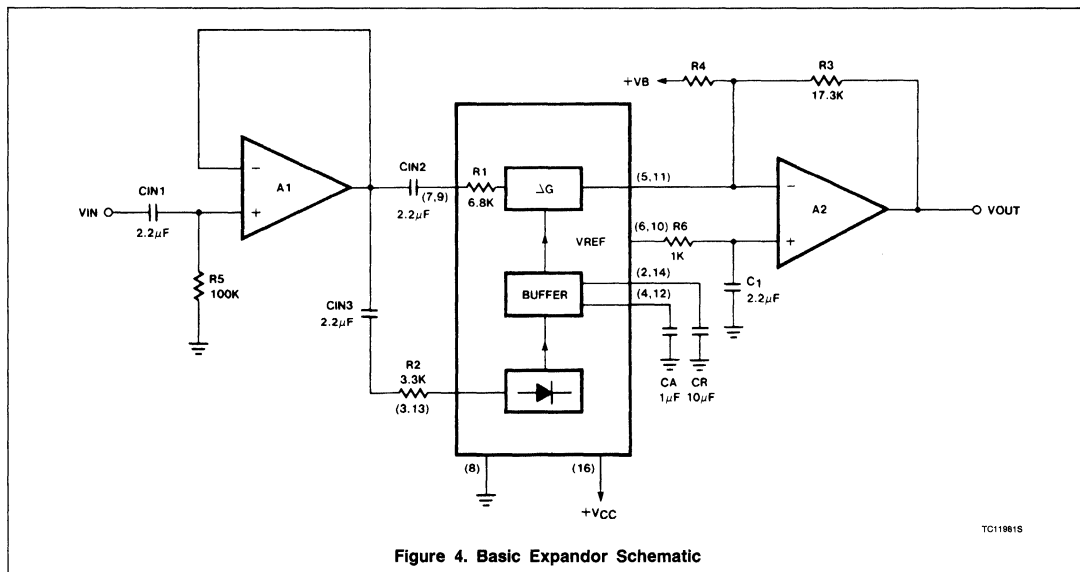 R4
R3
+VB
17.3K
CIN2
(7,9)
2.2µF
R1
6.8K
ΔG
(5,11)
−
A1
+
−
A2
+
VOUT
CIN1
VIN
2.2µF
R5
100K
VREF
(6,10)
R6
1K
C1
2.2µF
BUFFER
(2,14)
(4,12)
CIN3
2.2µF
R2
3.3K
(3,13)
CA
1µF
CR
10µF
(8)
(16)
+VCC
TC11981S
Figure 4. Basic Expandor Schematic